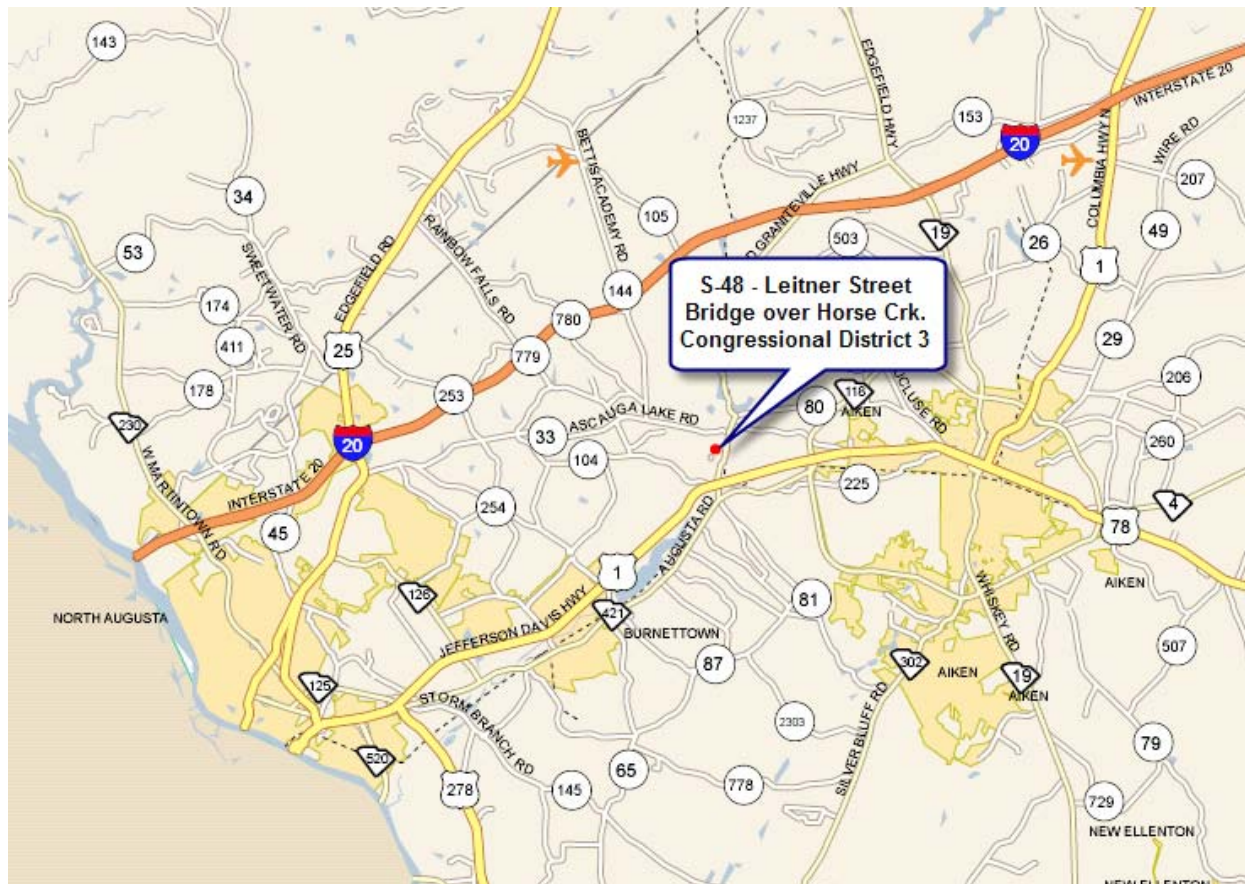 143
1237
153
INTERSTATE 20
EDGEFIELD HWY
BETTIS ACADEMY RD
20
COLUMBIA HWY N
WIRE RD
207
34
105
D GRANITEVILLE HWY
53
RAINBOW FALLS RD
503
19
26
49
SWEETWATER RD
EDGEFIELD RD
1
174
144
S-48 - Leitner Street
Bridge over Horse Crk.
Congressional District 3
780
411
25
779
29
178
253
206
118
AIKEN
UCLUSE RD
80
230
ASCAUGA LAKE RD
33
20
260
104
W MARTINTOWN RD
INTERSTATE 20
225
254
4
45
AUGUSTA RD
78
1
126
AIKEN
81
WHISKEY RD
NORTH AUGUSTA
421
JEFFERSON DAVIS HWY
BURNETTOWN
507
87
302
AIKEN
19
AIKEN
125
STORM BRANCH RD
SILVER BLUFF RD
2303
79
520
65
278
145
778
729
NEW ELLENTON
NEW ELLENTON